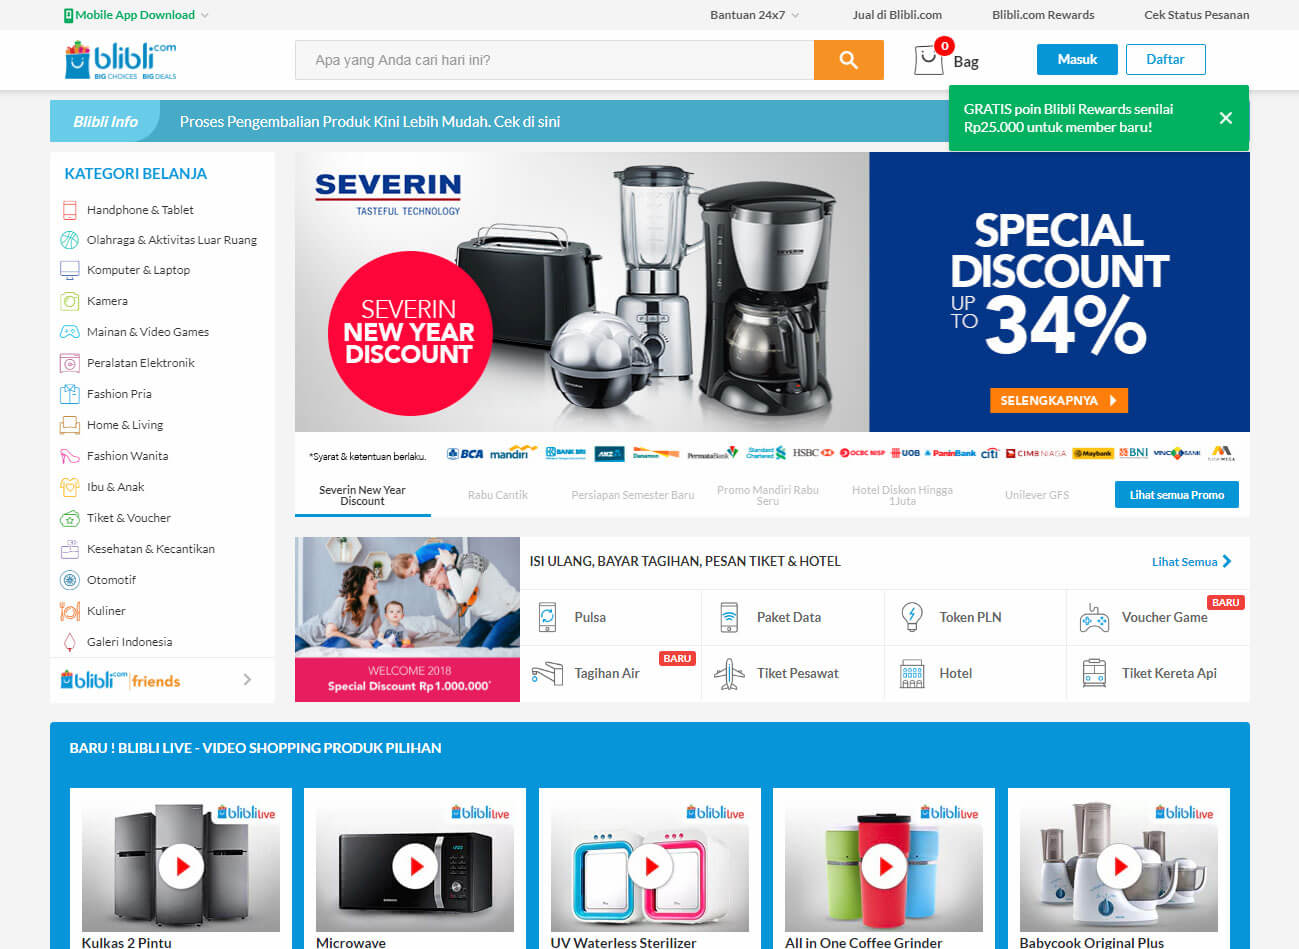 Mobile App Download
Bantuan 24x7
Jual di Blibli.com
Blibli.com Rewards
Cek Status Pesanan
blibli.com
BIG CHOICES BIG DEALS
Apa yang Anda cari hari ini?
0
Bag
Masuk
Daftar
GRATIS poin Blibli Rewards senilai
Rp25.000 untuk member baru!
Blibli Info
Proses Pengembalian Produk Kini Lebih Mudah. Cek di sini
KATEGORI BELANJA
Handphone & Tablet
Olahraga & Aktivitas Luar Ruang
Komputer & Laptop
Kamera
Mainan & Video Games
Peralatan Elektronik
Fashion Pria
Home & Living
Fashion Wanita
Ibu & Anak
Tiket & Voucher
Kesehatan & Kecantikan
Otomotif
Kuliner
Galeri Indonesia
blibli.com friends
SEVERIN
TASTEFUL TECHNOLOGY
SEVERIN
NEW YEAR
DISCOUNT
SEVERIN
SPECIAL
DISCOUNT
UP
TO
34%
SELENGKAPNYA
*Syarat & ketentuan berlaku.
BCA
mandiri
BANK BRI
ANZ
Danamon
PermataBank
Standard
Chartered
HSBC
OCBC NISP
UOB
PaninBank
citi
CIMB NIAGA
Maybank
BNI
Severin New Year
Discount
Rabu Cantik
Persiapan Semester Baru
Promo Mandiri Rabu
Seru
Hotel Diskon Hingga
1Juta
Unilever GFS
Lihat semua Promo
WELCOME 2018
Special Discount Rp1.000.000*
ISI ULANG, BAYAR TAGIHAN, PESAN TIKET & HOTEL
Lihat Semua
Pulsa
Paket Data
Token PLN
Voucher Game
BARU
Tagihan Air
BARU
Tiket Pesawat
Hotel
Tiket Kereta Api
BARU ! BLIBLI LIVE - VIDEO SHOPPING PRODUK PILIHAN
bliblilive
bliblilive
bliblilive
bliblilive
bliblilive
SAMSUNG
Kulkas 2 Pintu
Microwave
UV Waterless Sterilizer
All in One Coffee Grinder
Babycook Original Plus